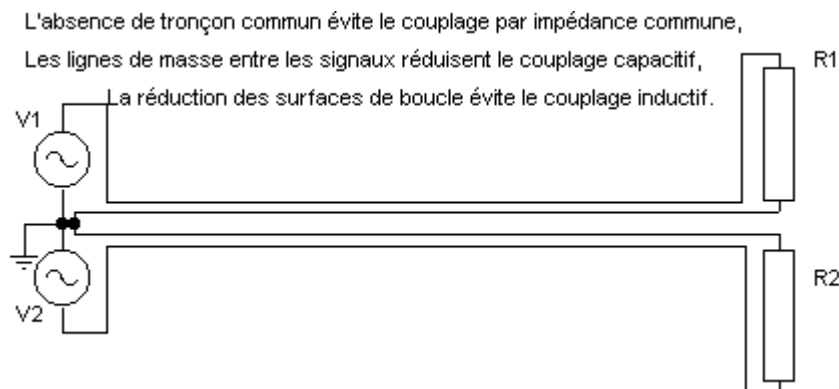 L'absence de tronçon commun évite le couplage par impédance commune,
Les lignes de masse entre les signaux réduisent le couplage capacitif,
La réduction des surfaces de boucle évite le couplage inductif.
R1
V1
R2
V2